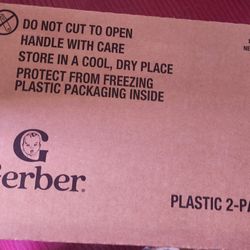 DO NOT CUT TO OPEN
HANDLE WITH CARE
STORE IN A COOL, DRY PLACE
PROTECT FROM FREEZING
PLASTIC PACKAGING INSIDE
G
Gerber®
PLASTIC 2-PA